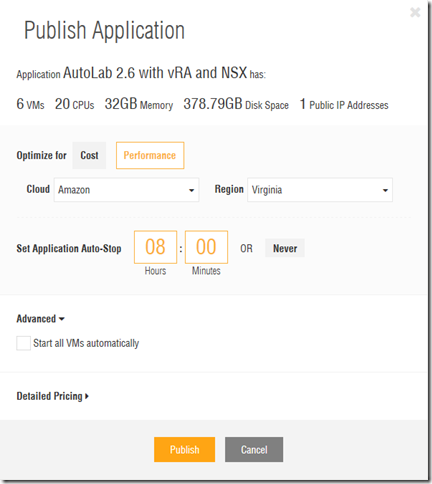 Publish Application
Application AutoLab 2.6 with vRA and NSX has:
6 VMs 20 CPUs 32GB Memory 378.79GB Disk Space 1 Public IP Addresses
Optimize for Cost Performance
Cloud Amazon Region Virginia
Set Application Auto-Stop 08 : 00 OR Never
Hours Minutes
Advanced
Start all VMs automatically
Detailed Pricing
Publish Cancel